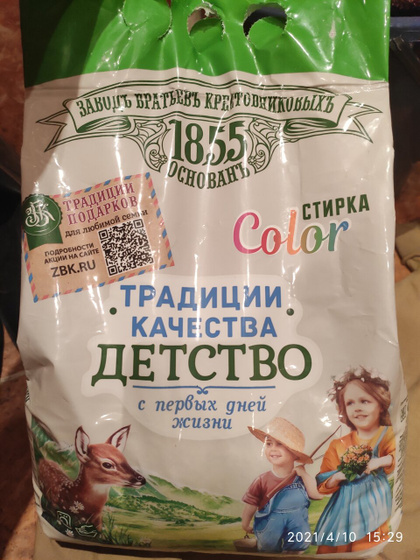 ЗАВОДЪ БРАТЬЕВЪ КРЕСТОВНИКОВЫХЪ
1855
ОСНОВАНЪ
ЗБК
ТРАДИЦИИ
ПОДАРКОВ
для любимой семьи
ПОДРОБНОСТИ
АКЦИИ НА САЙТЕ
ZBK.RU
СТИРКА
Color
ТРАДИЦИИ
КАЧЕСТВА
ДЕТСТВО
с первых дней
жизни
2021/4/10 15:29